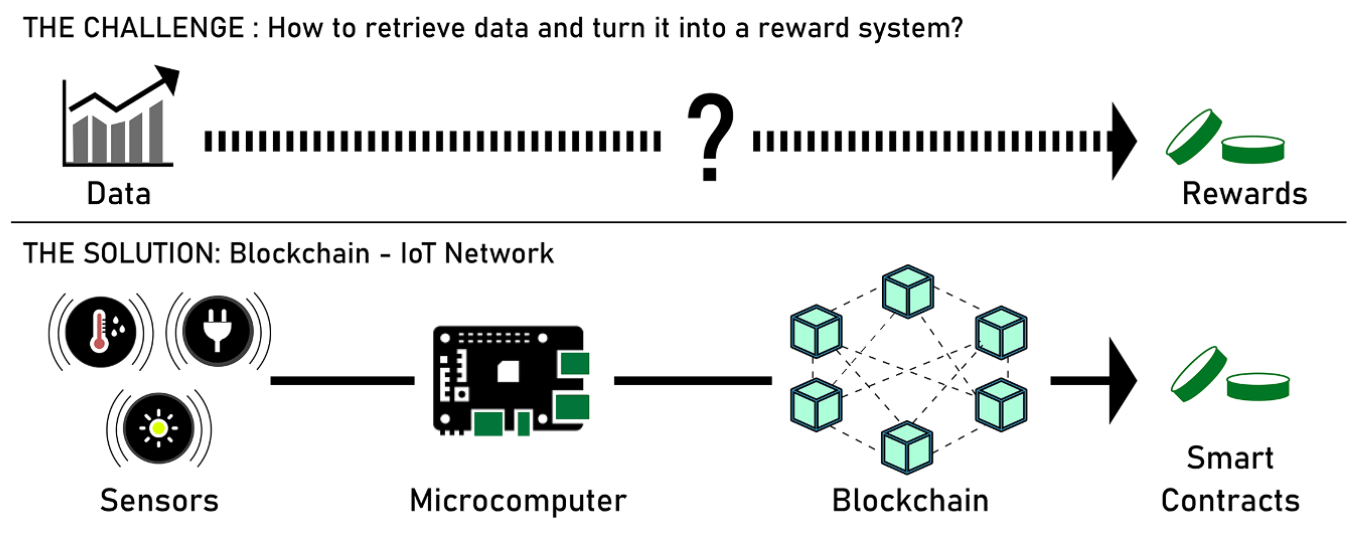 THE CHALLENGE : How to retrieve data and turn it into a reward system?
?
Data
Rewards
THE SOLUTION: Blockchain - IoT Network
Sensors
Microcomputer
Blockchain
Smart
Contracts